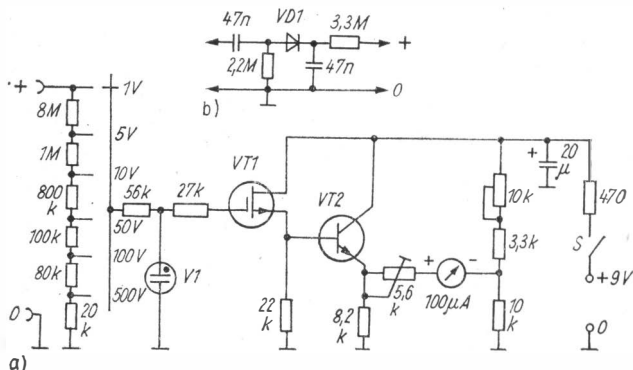 47n
VD1
3,3M
+
2,2M
47n
b)
0
+
1V
8M
5V
1M
10V
800
k
56k
50V
27k
VT1
VT2
100k
100V
80k
500V
V1
20
k
0
22
k
8,2
k
5,6
k
+
-
100μA
10k
3,3k
10
k
+
20
μ
470
S
+9V
0
a)